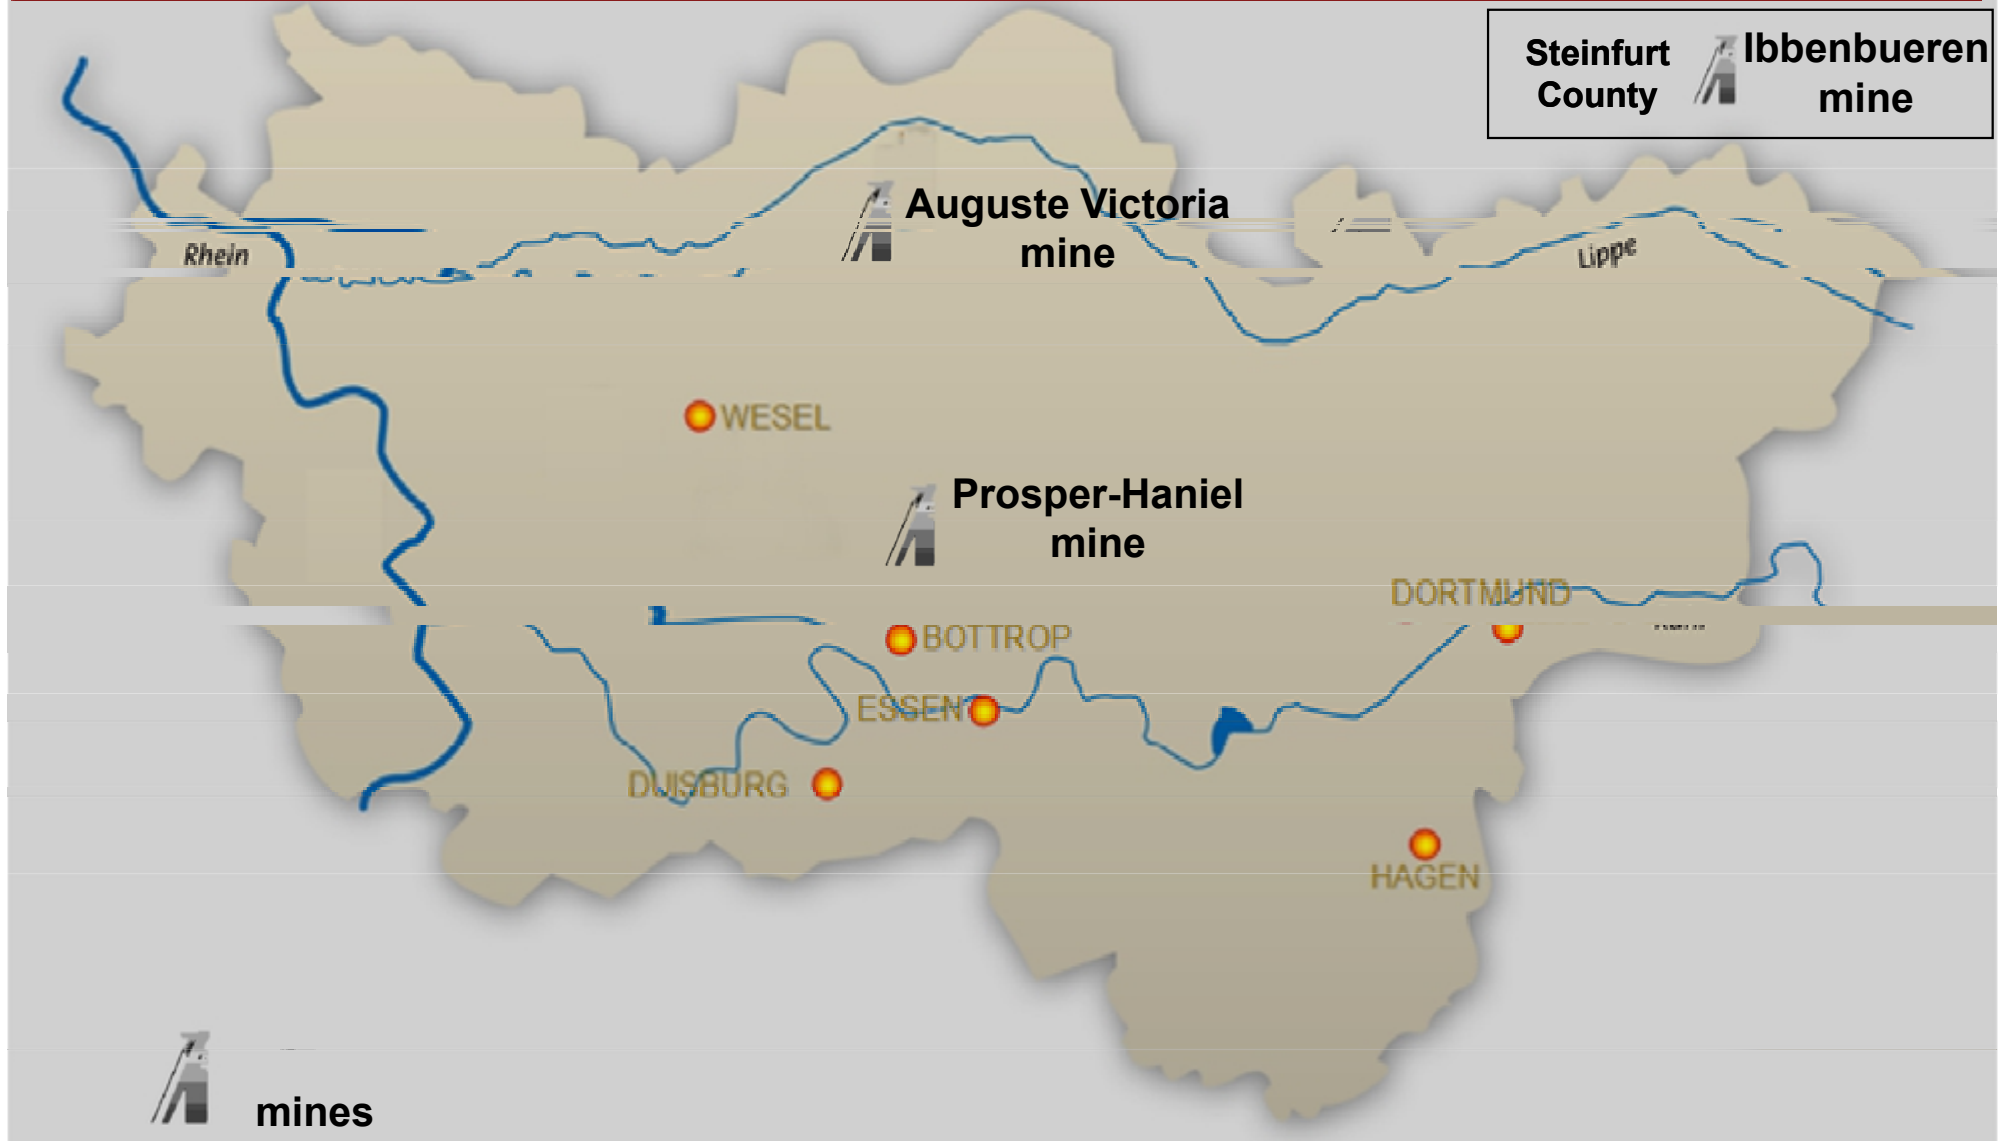 Steinfurt
County
Ibbenbueren
mine
Auguste Victoria
mine
Rhein
Lippe
WESEL
Prosper-Haniel
mine
DORTMUND
BOTTROP
ESSEN
DUISBURG
HAGEN
mines